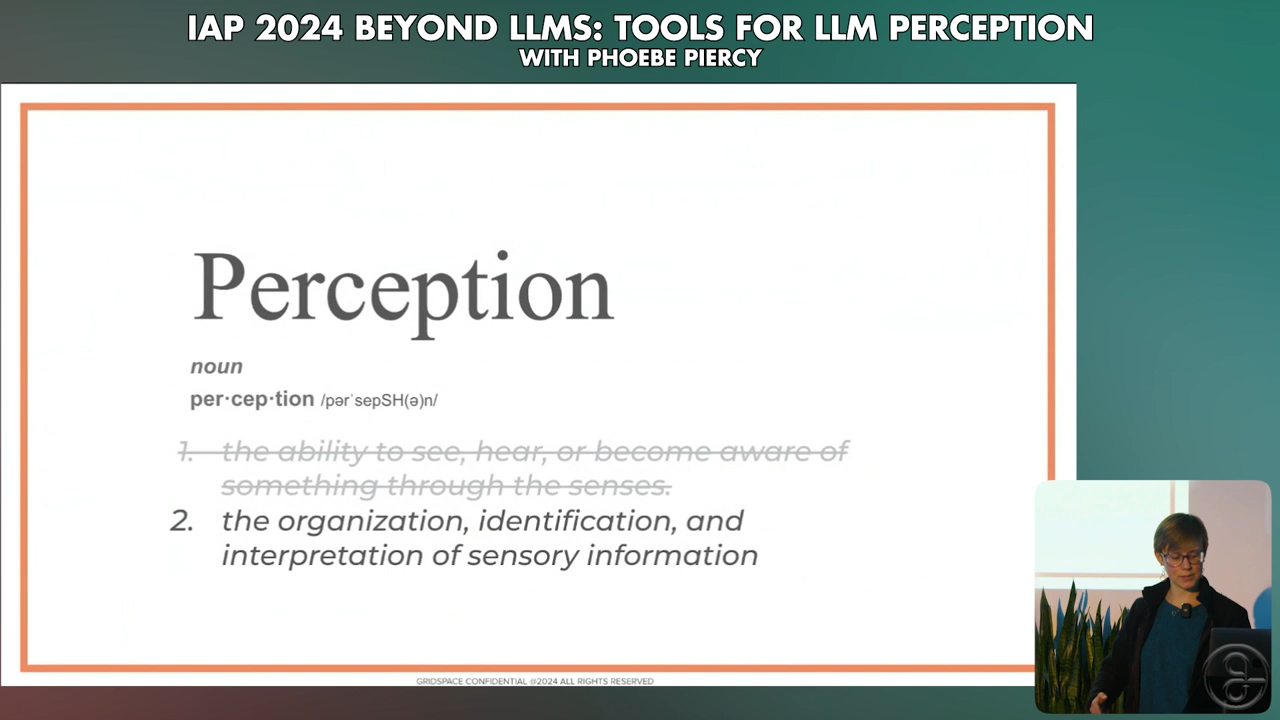 IAP 2024 BEYOND LLMS: TOOLS FOR LLM PERCEPTION
WITH PHOEBE PIERCY
Perception
noun
per·cep·tion /pərˈsepSH(ə)n/
1. the ability to see, hear, or become aware of
something through the senses.
2. the organization, identification, and
interpretation of sensory information
GRIDSPACE CONFIDENTIAL @2024 ALL RIGHTS RESERVED